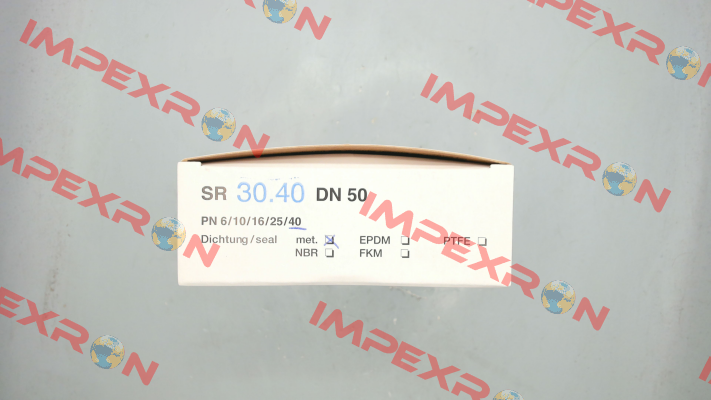 IMPEXRON
IMPEXRON
IMPEXRON
SR 30.40 DN 50
PN 6/10/16/25/40
Dichtung/seal met. ☒ EPDM ☐ PTFE ☐
NBR ☐ FKM ☐
IMPEXRON
IMPEXRON
IMPEXRON
IMPEXRON